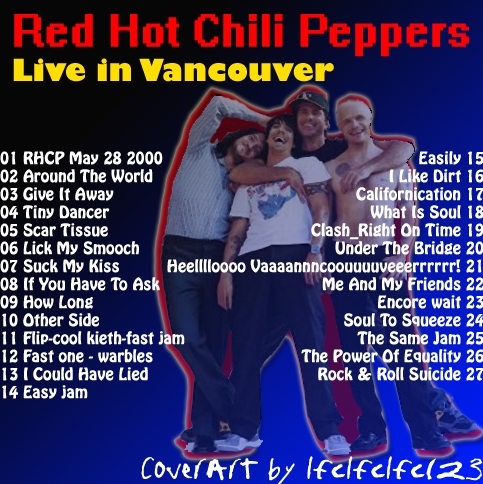 Red Hot Chili Peppers
Live in Vancouver
01 RHCP May 28 2000
02 Around The World
03 Give It Away
04 Tiny Dancer
05 Scar Tissue
06 Lick My Smooch
07 Suck My Kiss
08 If You Have To Ask
09 How Long
10 Other Side
11 Flip-cool kieth-fast jam
12 Fast one - warbles
13 I Could Have Lied
14 Easy jam
Easily 15
I Like Dirt 16
Californication 17
What Is Soul 18
Clash_Right On Time 19
Under The Bridge 20
Heelllloooo Vaaaannncoouuuuveeerrrrrr! 21
Me And My Friends 22
Encore wait 23
Soul To Squeeze 24
The Same Jam 25
The Power Of Equality 26
Rock & Roll Suicide 27
CoverArt by lfclfclfc123